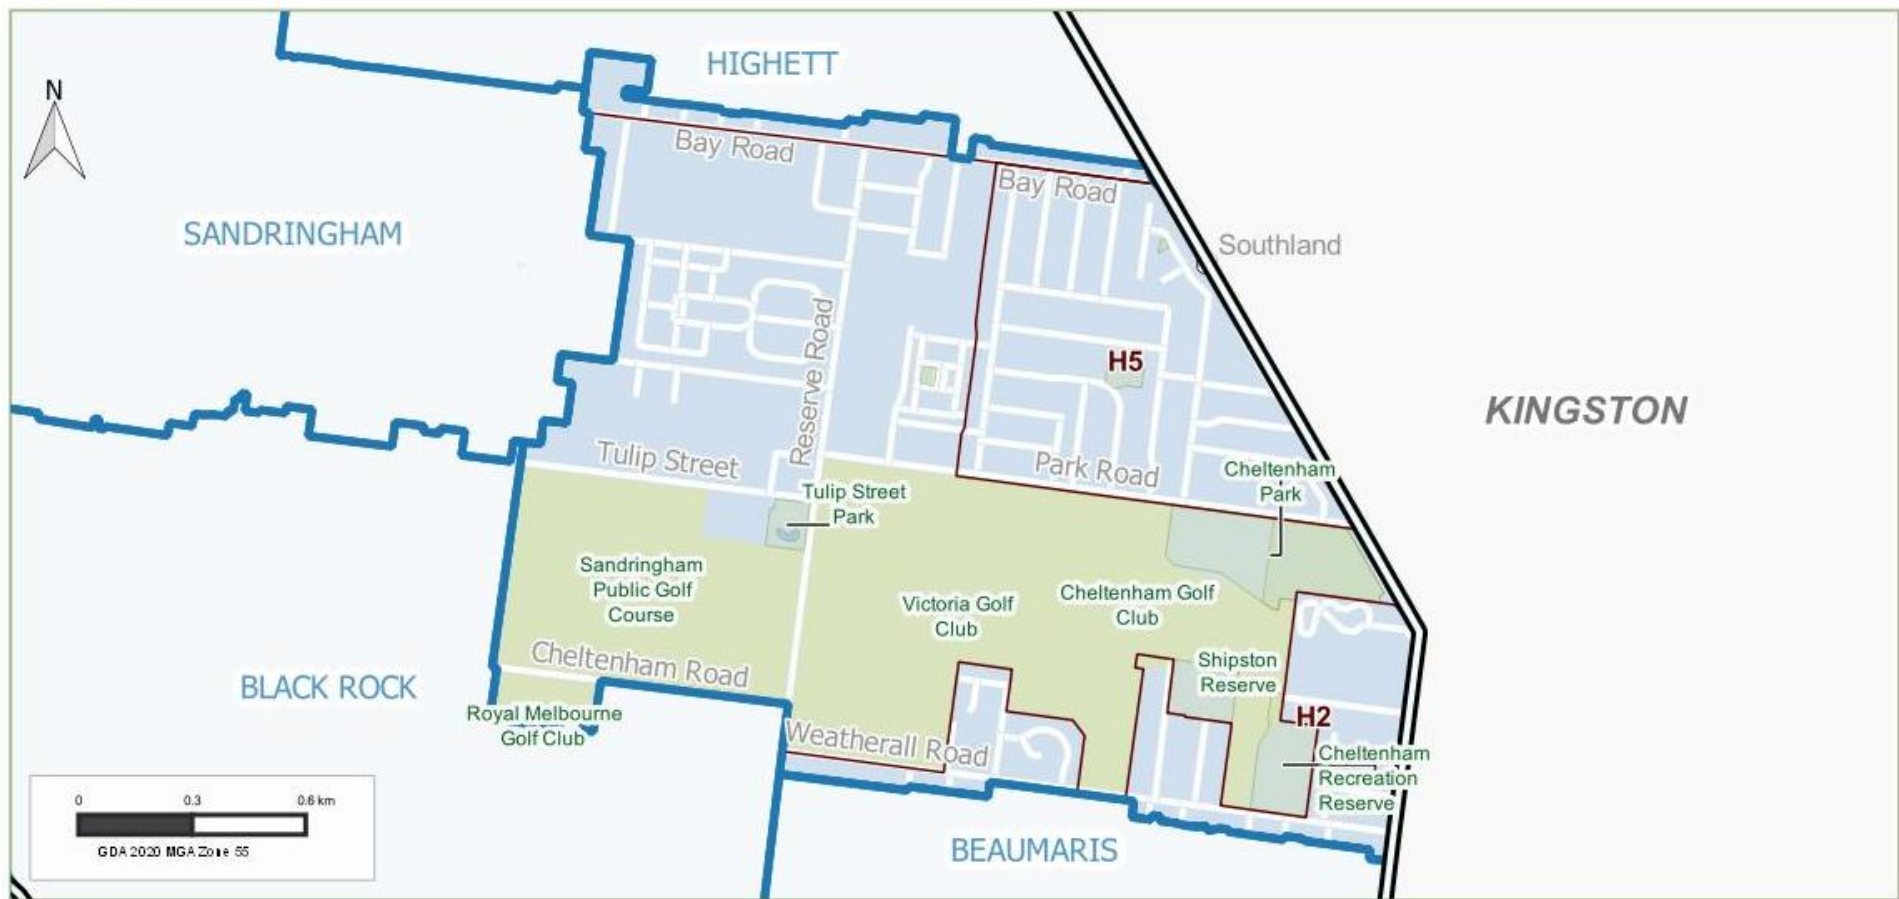 HIGHETT
N
Bay Road
Bay Road
SANDRINGHAM
Southland
Reserve Road
H5
KINGSTON
Tulip Street
Park Road
Cheltenham
Park
Tulip Street
Park
Sandringham
Public Golf
Course
Victoria Golf
Club
Cheltenham Golf
Club
Cheltenham Road
Shipston
Reserve
BLACK ROCK
Royal Melbourne
Golf Club
H2
Weatherall Road
Cheltenham
Recreation
Reserve
0 0.3 0.6 km
GDA 2020 MGA Zone 55
BEAUMARIS